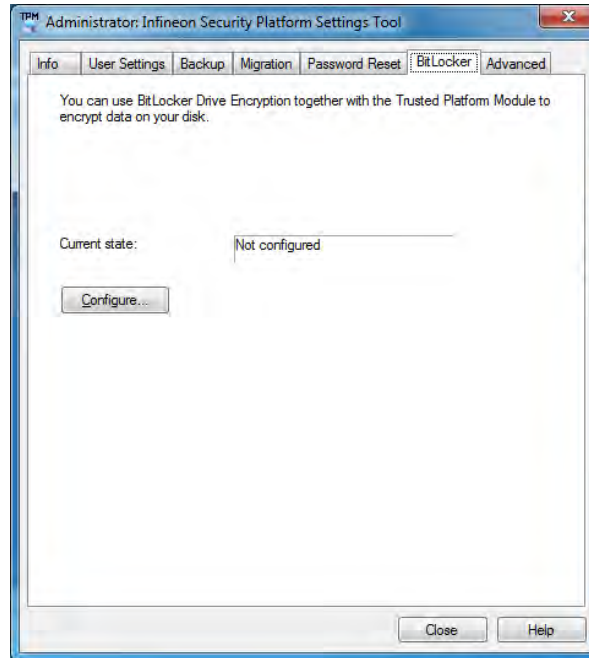 TPM Administrator: Infineon Security Platform Settings Tool
Info User Settings Backup Migration Password Reset BitLocker Advanced
You can use BitLocker Drive Encryption together with the Trusted Platform Module to
encrypt data on your disk.
Current state: Not configured
Configure...
Close Help